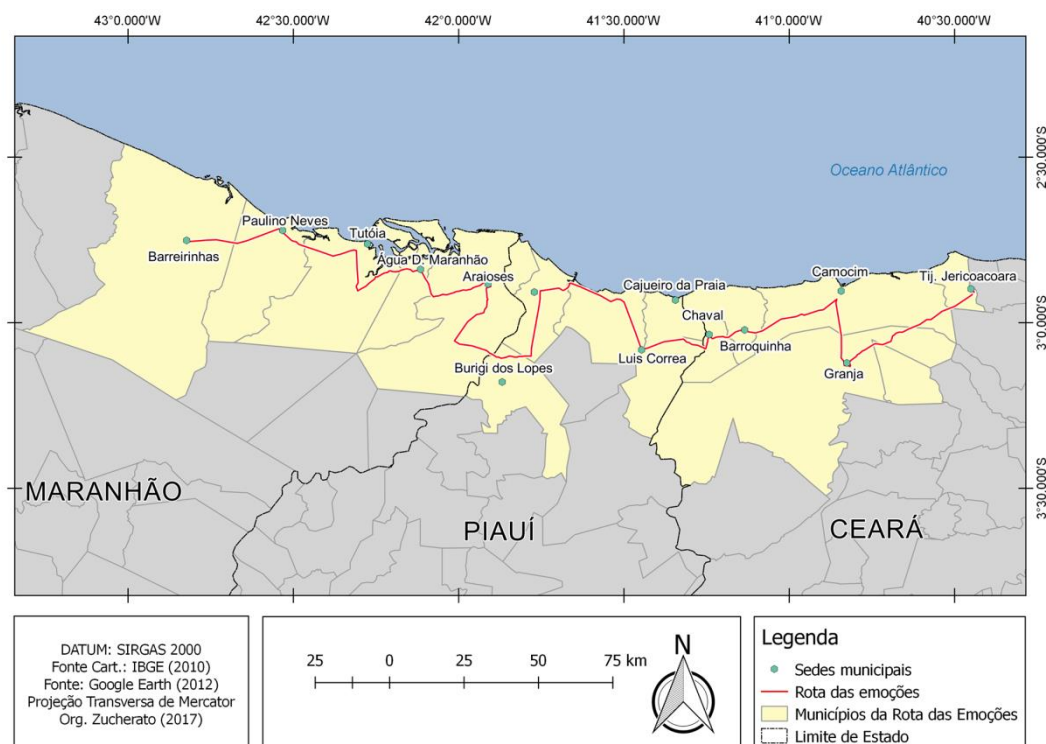 43°0.000'W 42°30.000'W 42°0.000'W 41°30.000'W 41°0.000'W 40°30.000'W
2°30.000'S
3°0.000'S
3°30.000'S
Oceano Atlântico
Paulino Neves
Barreirinhas
Tutóia
Água D. Maranhão
Araioses
Cajueiro da Praia
Camocim
Tij. Jericoacoara
Chaval
Barroquinha
Luis Correa
Granja
Burigi dos Lopes
MARANHÃO
PIAUÍ
CEARÁ
DATUM: SIRGAS 2000
Fonte Cart.: IBGE (2010)
Fonte: Google Earth (2012)
Projeção Transversa de Mercator
Org. Zucherato (2017)
25 0 25 50 75 km
N
Legenda
Sedes municipais
Rota das emoções
Municípios da Rota das Emoções
Limite de Estado